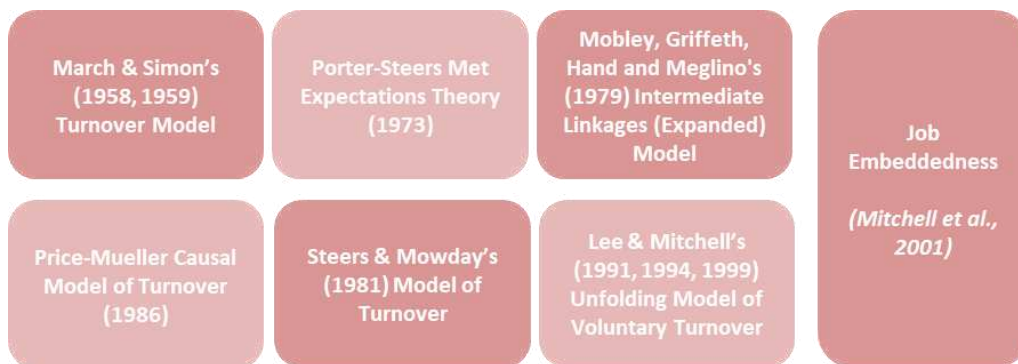 March & Simon's
(1958, 1959)
Turnover Model
Porter-Steers Met
Expectations Theory
(1973)
Mobley, Griffeth,
Hand and Meglino's
(1979) Intermediate
Linkages (Expanded)
Model
Job
Embeddedness
(Mitchell et al.,
2001)
Price-Mueller Causal
Model of Turnover
(1986)
Steers & Mowday's
(1981) Model of
Turnover
Lee & Mitchell's
(1991, 1994, 1999)
Unfolding Model of
Voluntary Turnover